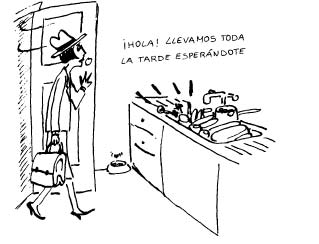 ¡HOLA! LLEVAMOS TODA
LA TARDE ESPERÁNDOTE